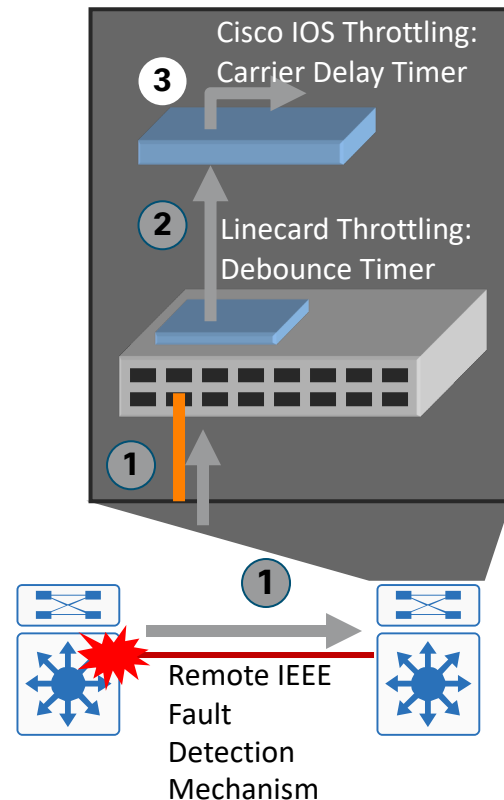 Cisco IOS Throttling:
3
Carrier Delay Timer
2
Linecard Throttling:
Debounce Timer
1
1
Remote IEEE
Fault
Detection
Mechanism